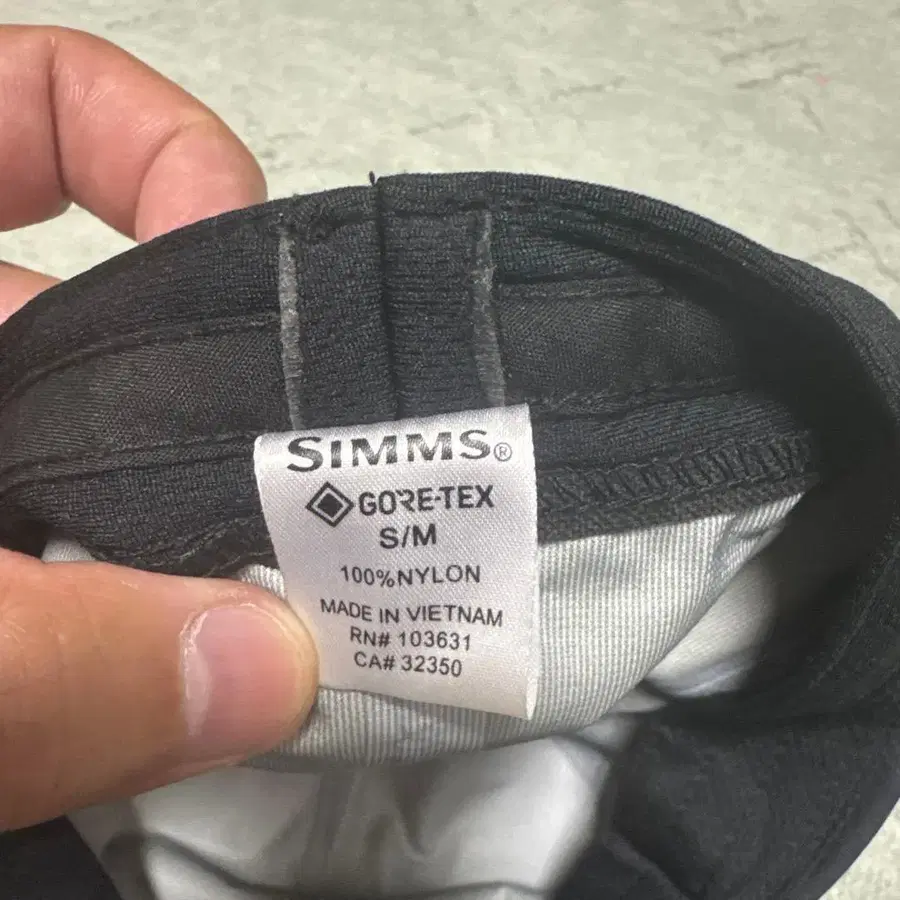 SIMMS®
GORE-TEX
S/M
100%NYLON
MADE IN VIETNAM
RN# 103631
CA# 32350